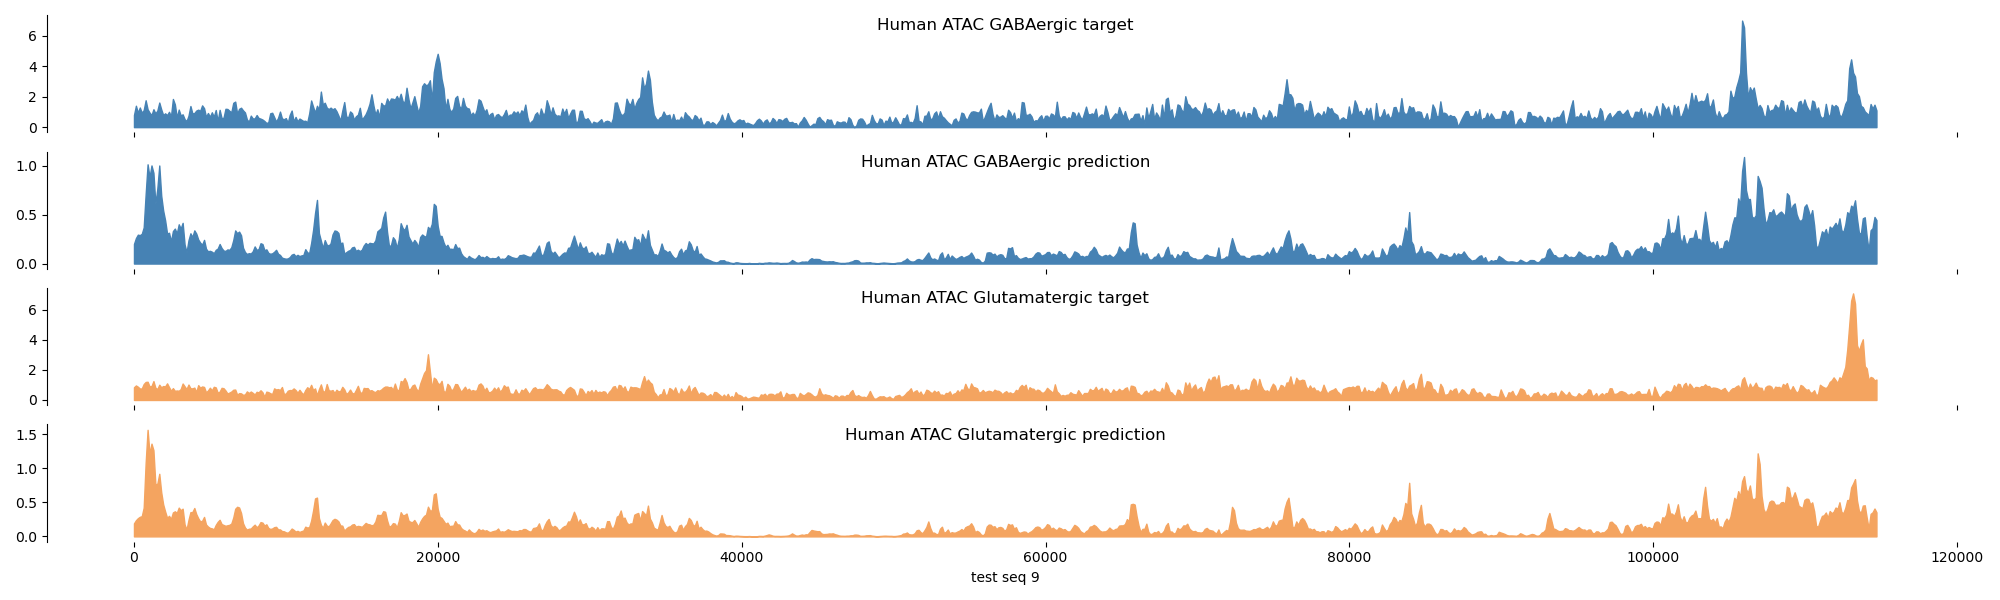 Human ATAC GABAergic target
6
4
2
0
Human ATAC GABAergic prediction
1.0
0.5
0.0
Human ATAC Glutamatergic target
6
4
2
0
Human ATAC Glutamatergic prediction
1.5
1.0
0.5
0.0
0 20000 40000 60000 80000 100000 120000
test seq 9